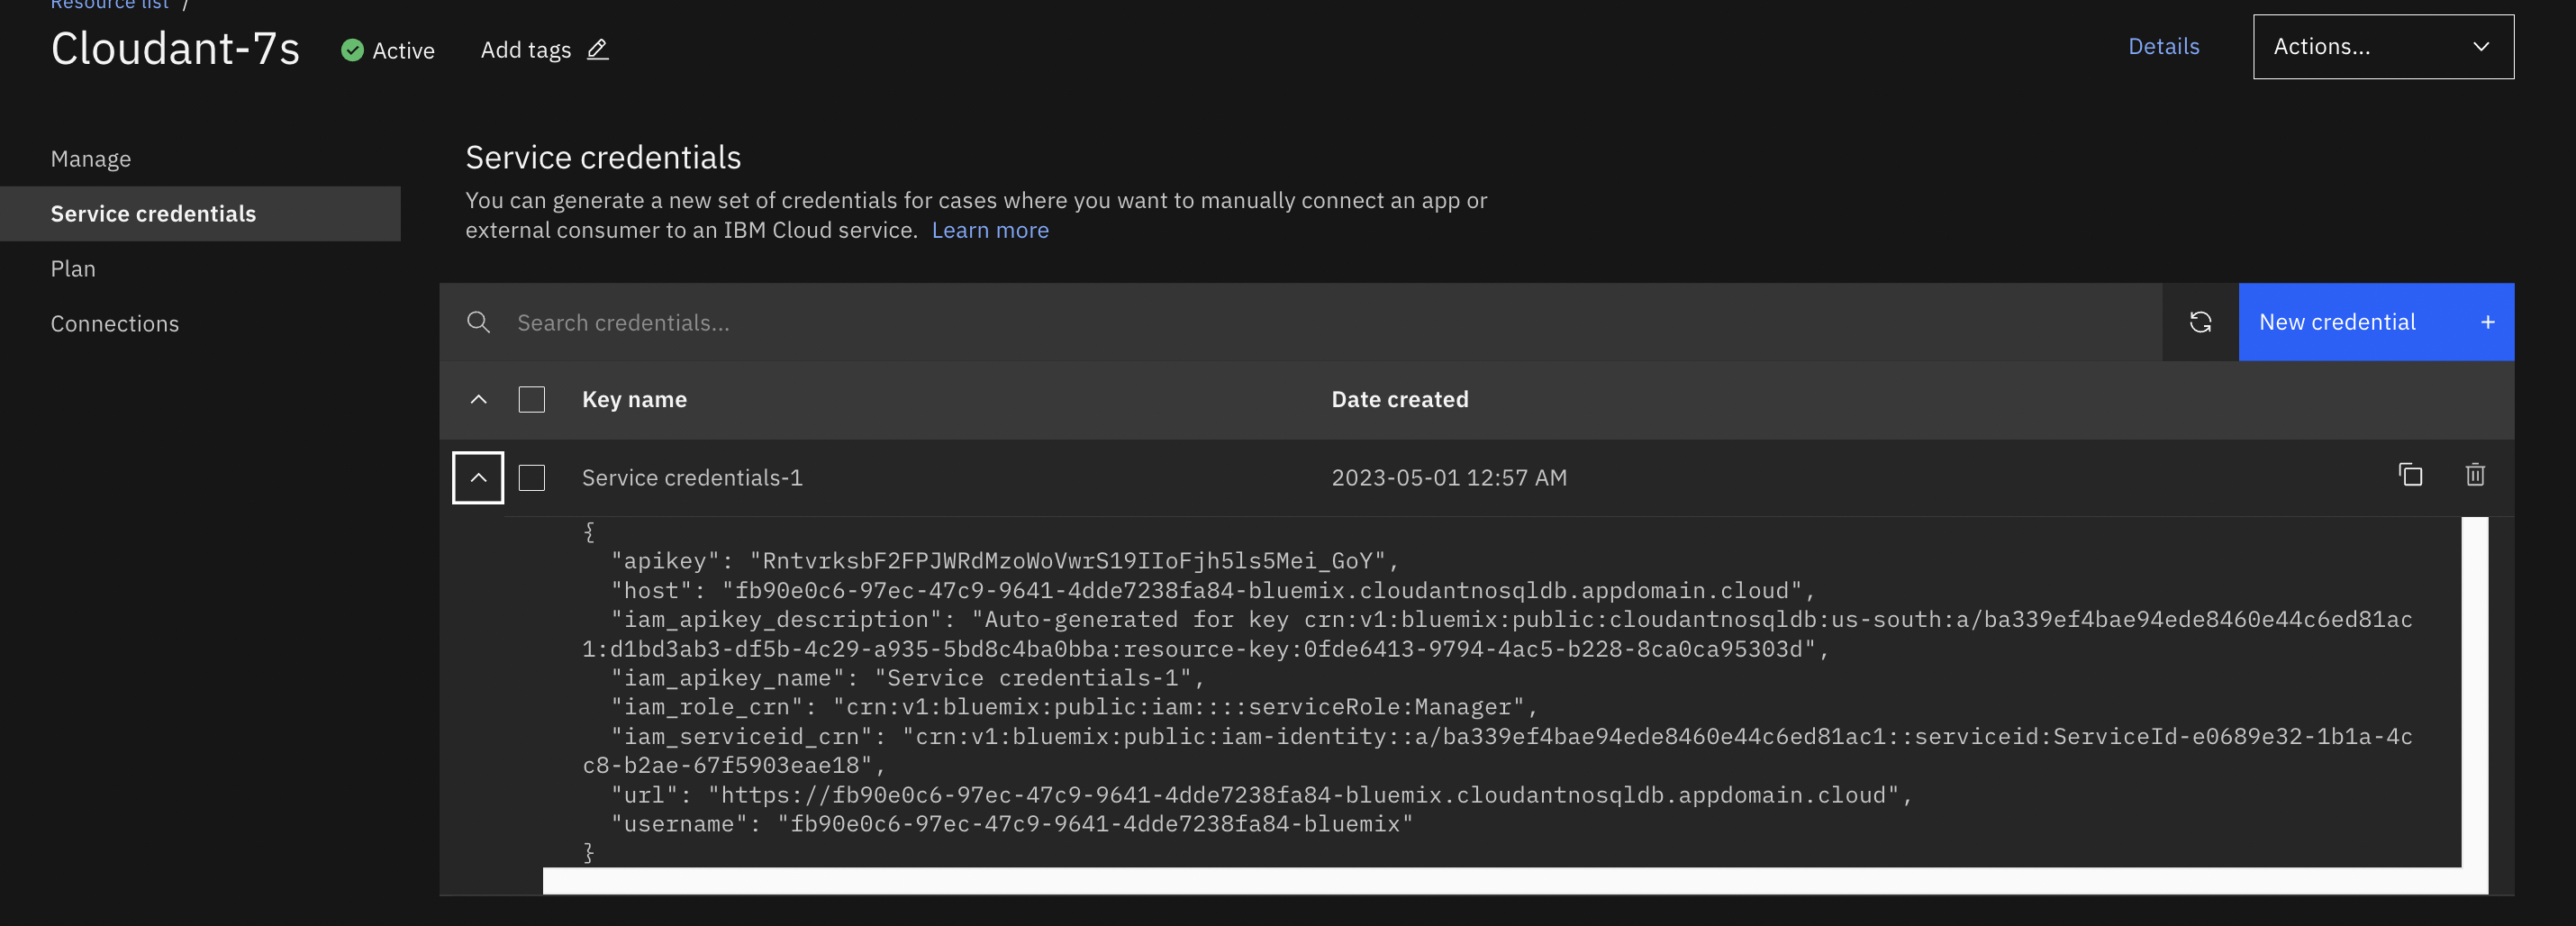 Resource list /
Cloudant-7s
Active
Add tags
Details
Actions...
Manage
Service credentials
Plan
Connections
Service credentials
You can generate a new set of credentials for cases where you want to manually connect an app or
external consumer to an IBM Cloud service. Learn more
Search credentials...
New credential +
Key name Date created
Service credentials-1 2023-05-01 12:57 AM
{
"apikey": "RntvrksbF2FPJWRdMzoWoVwrS19IIoFjh5ls5Mei_GoY",
"host": "fb90e0c6-97ec-47c9-9641-4dde7238fa84-bluemix.cloudantnosqldb.appdomain.cloud",
"iam_apikey_description": "Auto-generated for key crn:v1:bluemix:public:cloudantnosqldb:us-south:a/ba339ef4bae94ede8460e44c6ed81ac
1:d1bd3ab3-df5b-4c29-a935-5bd8c4ba0bba:resource-key:0fde6413-9794-4ac5-b228-8ca0ca95303d",
"iam_apikey_name": "Service credentials-1",
"iam_role_crn": "crn:v1:bluemix:public:iam::::serviceRole:Manager",
"iam_serviceid_crn": "crn:v1:bluemix:public:iam-identity::a/ba339ef4bae94ede8460e44c6ed81ac1::serviceid:ServiceId-e0689e32-1b1a-4c
c8-b2ae-67f5903eae18",
"url": "https://fb90e0c6-97ec-47c9-9641-4dde7238fa84-bluemix.cloudantnosqldb.appdomain.cloud",
"username": "fb90e0c6-97ec-47c9-9641-4dde7238fa84-bluemix"
}